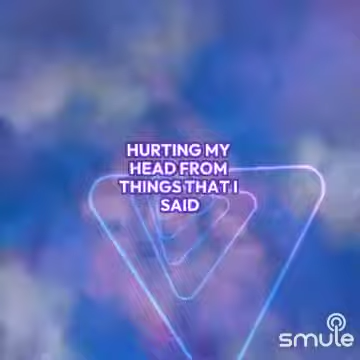 HURTING MY
HEAD FROM
THINGS THAT I
SAID
smule